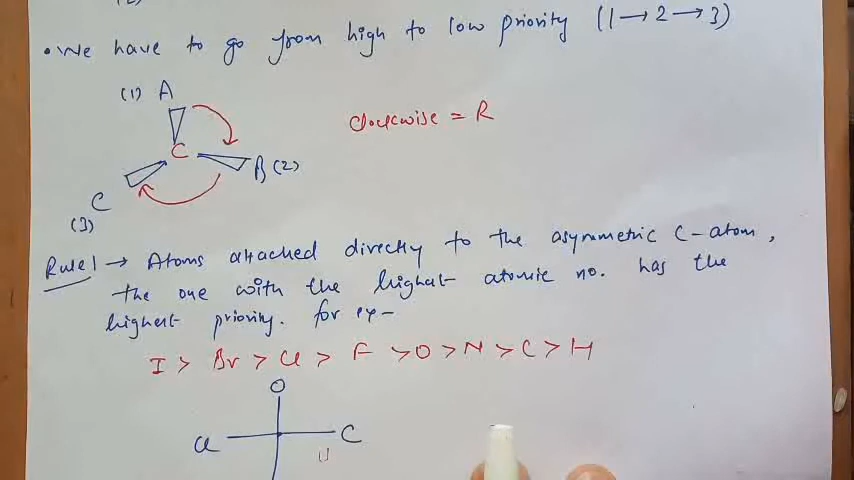 • We have to go from high to low priority (1 → 2 → 3)
(1) A
Clockwise = R
C
B (2)
C
(3)
Rule 1 → Atoms attached directly to the asymmetric C-atom,
the one with the highest atomic no. has the
highest priority. for ex-
I > Br > Cl > F > O > N > C > H
O
Cl C